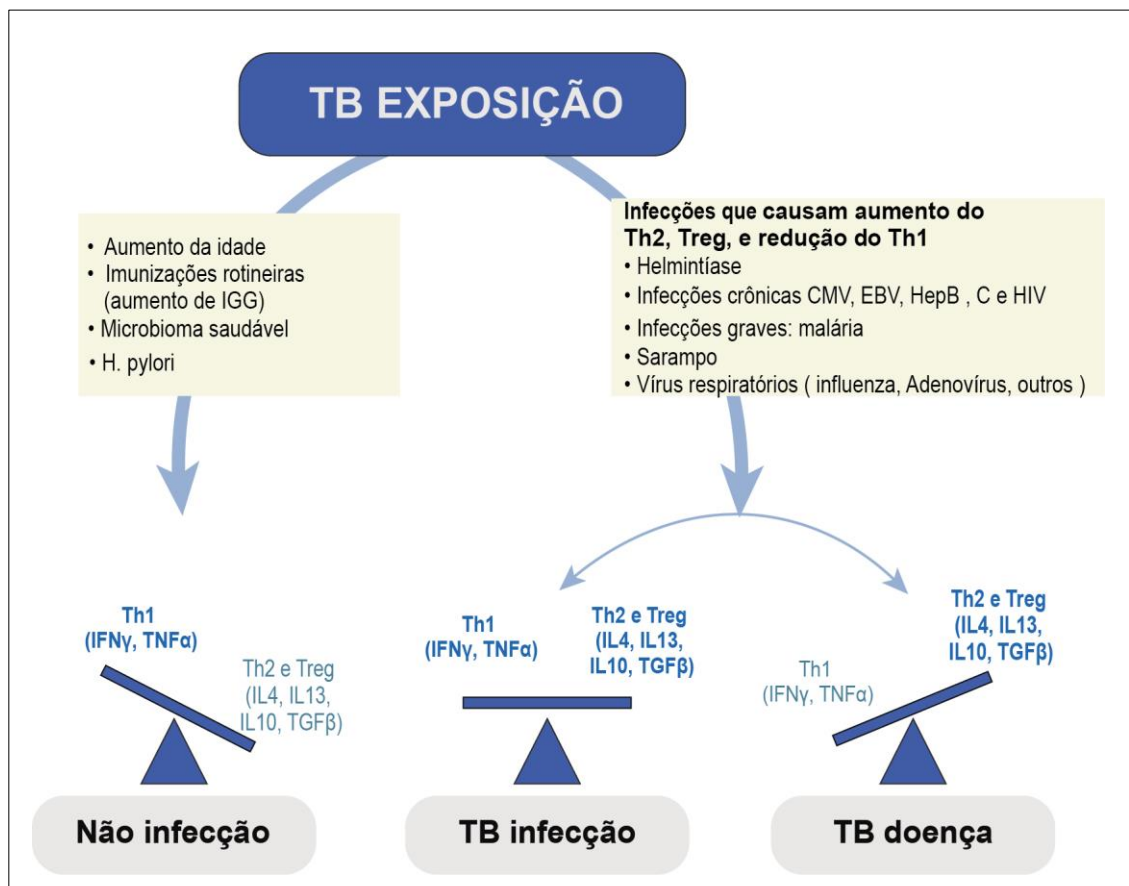 TB EXPOSIÇÃO
• Aumento da idade
• Imunizações rotineiras
(aumento de IGG)
• Microbioma saudável
• H. pylori
Infecções que causam aumento do
Th2, Treg, e redução do Th1
• Helmintíase
• Infecções crônicas CMV, EBV, HepB , C e HIV
• Infecções graves: malária
• Sarampo
• Vírus respiratórios ( influenza, Adenovírus, outros )
Th1
(IFNγ, TNFα)
Th2 e Treg
(IL4, IL13,
IL10, TGFβ)
Não infecção
Th1
(IFNγ, TNFα)
Th2 e Treg
(IL4, IL13,
IL10, TGFβ)
TB infecção
Th1
(IFNγ, TNFα)
Th2 e Treg
(IL4, IL13,
IL10, TGFβ)
TB doença